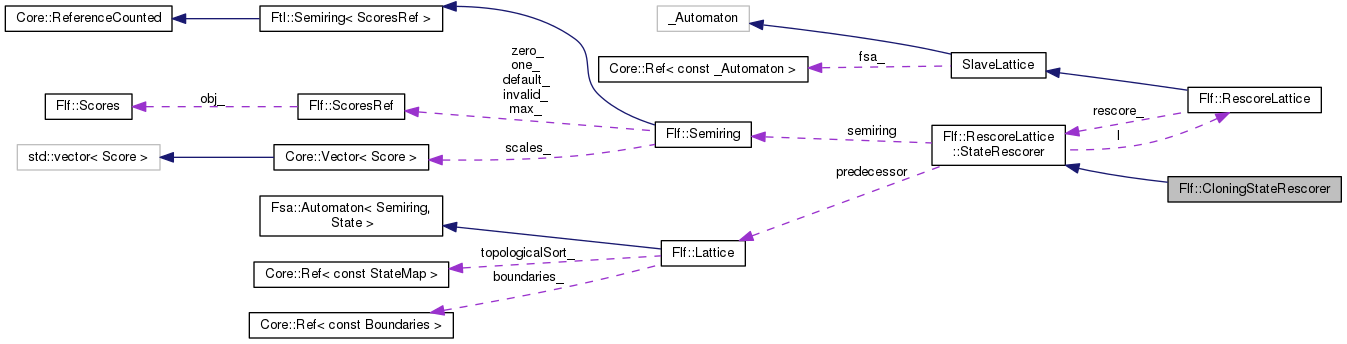 Core::ReferenceCounted
Ftl::Semiring< ScoresRef >
_Automaton
fsa_
SlaveLattice
Core::Ref< const _Automaton >
zero_
one_
default_
invalid_
max_
Flf::Scores
obj_
Flf::ScoresRef
Flf::RescoreLattice
rescore_
l
Flf::Semiring
semiring
Flf::RescoreLattice
::StateRescorer
std::vector< Score >
Core::Vector< Score >
scales_
predecessor
Flf::CloningStateRescorer
Fsa::Automaton< Semiring,
State >
topologicalSort_
Flf::Lattice
Core::Ref< const StateMap >
boundaries_
Core::Ref< const Boundaries >